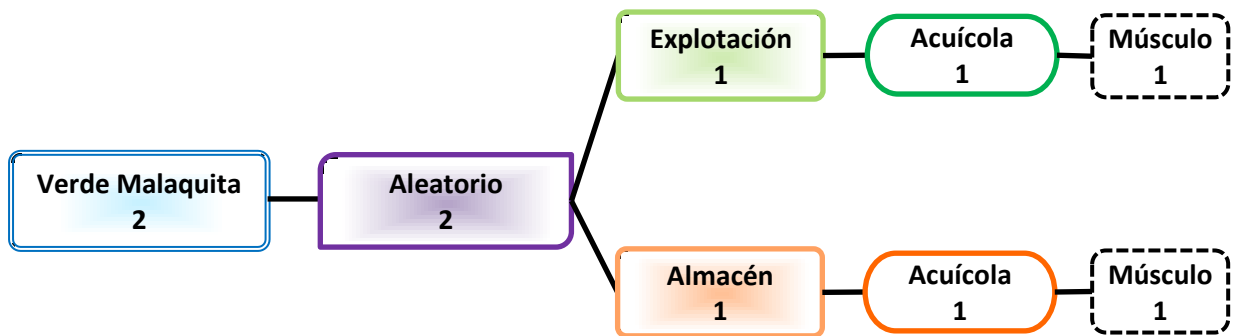 Explotación
1
Acuícola
1
Músculo
1
Verde Malaquita
2
Aleatorio
2
Almacén
1
Acuícola
1
Músculo
1